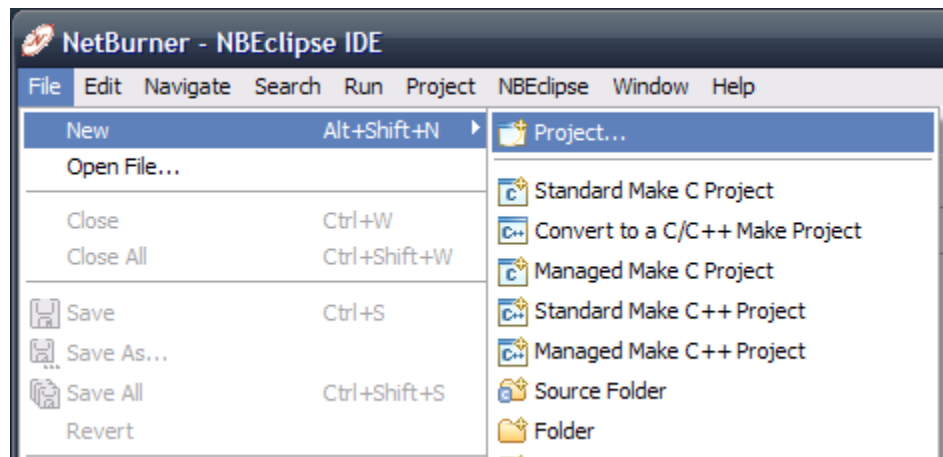 NetBurner - NBEclipse IDE
File Edit Navigate Search Run Project NBEclipse Window Help
New Alt+Shift+N
Open File...
Close Ctrl+W
Close All Ctrl+Shift+W
Save Ctrl+S
Save As...
Save All Ctrl+Shift+S
Revert
Project...
Standard Make C Project
Convert to a C/C++ Make Project
Managed Make C Project
Standard Make C++ Project
Managed Make C++ Project
Source Folder
Folder